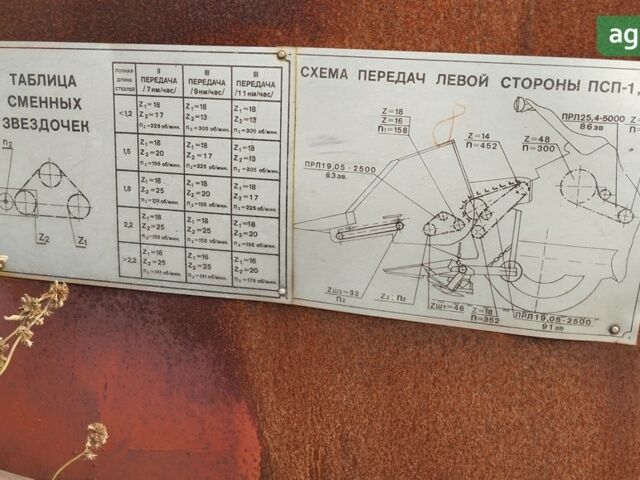 ag
ТАБЛИЦА
СМЕННЫХ
ЗВЕЗДОЧЕК
n₂
Z₂
Z₁
ПОЛНАЯ ДЛИНА СТЕБЛЕЙ
II ПЕРЕДАЧА /7 КМ/ЧАС/
II ПЕРЕДАЧА /9КМ/ЧАС/
III ПЕРЕДАЧА /11 КМ/ЧАС/
<1,2
Z₁=18 Z₁=18 Z₁=18
Z₂=17 Z₂=13 Z₂=13
n₂=225 об/мин. n₂=305 об/мин. n₂=305 об/мин.
1,5
Z₁=18 Z₁=18 Z₁=18
Z₂=20 Z₂=17 Z₂=13
n₂=198 об/мин. n₂=225 об/мин. n₂=305 об/мин.
1,8
Z₁=18 Z₁=18 Z₁=18
Z₂=25 Z₂=20 Z₂=17
n₂=158 об/мин. n₂=198 об/мин. n₂=225 об/мин.
2,2
Z₁=18 Z₁=18 Z₁=18
Z₂=25 Z₂=25 Z₂=20
n₂=158 об/мин. n₂=158 об/мин. n₂=198 об/мин.
>2,2
Z₁=16 Z₁=16 Z₁=16
Z₂=25 Z₂=25 Z₂=20
n₂=141 об/мин. n₂=141 об/мин. n₂=176 об/мин.
СХЕМА ПЕРЕДАЧ ЛЕВОЙ СТОРОНЫ ПСП-1,
Z=18
Z=16
n₁=158
Z=14
n=452
ПРЛ19,05-2500
63зв.
Z=48
n=300
ПРЛ25,4-5000
86зв
Zш₂=33
n₂
Z₂; n₂
Zш₁=46
Z=18
n=352
ПРЛ19,05-2500
91зв